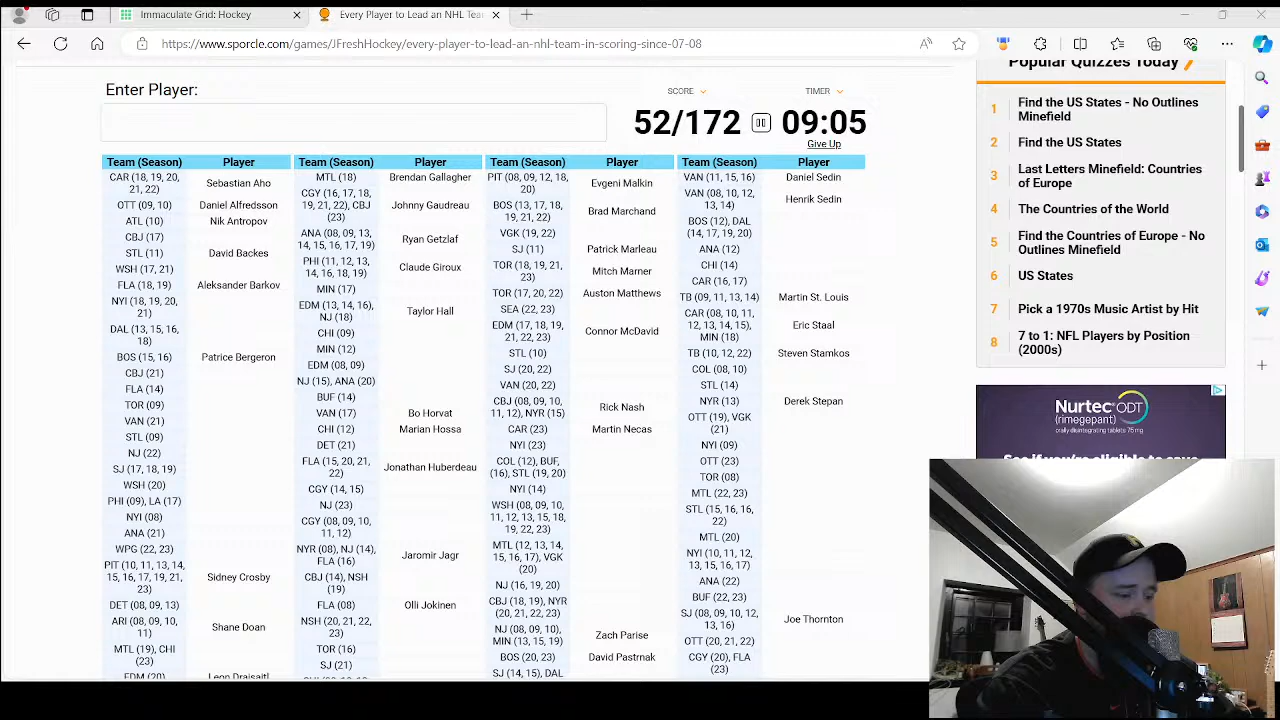 Immaculate Grid: Hockey
Every Player to Lead an NHL Tea
https://www.sporcle.com/games/JFreshHockey/every-player-to-lead-an-nhl-team-in-scoring-since-07-08
Enter Player:
SCORE
TIMER
52/172
09:05
Give Up
Team (Season) Player Team (Season) Player Team (Season) Player Team (Season) Player
CAR (18, 19, 20,
21, 22)
Sebastian Aho
OTT (09, 10)
Daniel Alfredsson
ATL (10)
Nik Antropov
CBJ (17)
STL (11)
David Backes
WSH (17, 21)
FLA (18, 19)
Aleksander Barkov
NYI (18, 19, 20,
21)
DAL (13, 15, 16,
18)
BOS (15, 16)
Patrice Bergeron
CBJ (21)
FLA (14)
TOR (09)
VAN (21)
STL (09)
NJ (22)
SJ (17, 18, 19)
WSH (20)
PHI (09), LA (17)
NYI (08)
ANA (21)
WPG (22, 23)
PIT (10, 11, 13, 14,
15, 16, 17, 19, 21,
23)
Sidney Crosby
DET (08, 09, 13)
ARI (08, 09, 10,
11)
Shane Doan
MTL (19), CHI
(23)
EDM (20)
Leon Draisaitl
MTL (18)
Brendan Gallagher
CGY (16, 17, 18,
19, 21, 22), CBJ
(23)
Johnny Gaudreau
ANA (08, 09, 13,
14, 15, 16, 17, 19)
Ryan Getzlaf
PHI (11, 12, 13,
14, 16, 18, 19)
Claude Giroux
MIN (17)
EDM (13, 14, 16),
NJ (18)
Taylor Hall
CHI (09)
MIN (12)
EDM (08, 09)
NJ (15), ANA (20)
BUF (14)
VAN (17)
Bo Horvat
CHI (12)
Marian Hossa
DET (21)
FLA (15, 20, 21,
22)
Jonathan Huberdeau
CGY (14, 15)
NJ (23)
CGY (08, 09, 10,
11, 12)
NYR (08), NJ (14),
FLA (16)
Jaromir Jagr
CBJ (14), NSH
(19)
FLA (08)
Olli Jokinen
NSH (20, 21, 22,
23)
TOR (16)
SJ (21)
PIT (08, 09, 12, 18,
20)
Evgeni Malkin
BOS (13, 17, 18,
19, 21, 22)
Brad Marchand
VGK (19, 22)
SJ (11)
Patrick Marleau
TOR (18, 19, 21,
23)
Mitch Marner
TOR (17, 20, 22)
Auston Matthews
SEA (22, 23)
EDM (17, 18, 19,
21, 22, 23)
Connor McDavid
STL (10)
SJ (20, 22)
VAN (20, 22)
CBJ (08, 09, 10,
11, 12), NYR (15)
Rick Nash
CAR (23)
Martin Necas
NYI (23)
COL (12), BUF,
(16), STL (19, 20)
NYI (14)
WSH (08, 09, 10,
11, 12, 13, 15, 18,
19, 22, 23)
MTL (12, 13, 14,
15, 16, 17), VGK
(20)
NJ (16, 19, 20)
CBJ (18, 19), NYR
(20, 21, 22, 23)
NJ (08, 09, 10),
MIN (13, 15, 19)
Zach Parise
BOS (20, 23)
David Pastrnak
SJ (14, 15), DAL
VAN (11, 15, 16)
Daniel Sedin
VAN (08, 10, 12,
13, 14)
Henrik Sedin
BOS (12), DAL
(14, 17, 19, 20)
ANA (12)
CHI (14)
CAR (16, 17)
TB (09, 11, 13, 14)
Martin St. Louis
CAR (08, 10, 11,
12, 13, 14, 15),
MIN (18)
Eric Staal
TB (10, 12, 22)
Steven Stamkos
COL (08, 10)
STL (14)
NYR (13)
Derek Stepan
OTT (19), VGK
(21)
NYI (09)
OTT (23)
TOR (08)
MTL (22, 23)
STL (15, 16, 16,
22)
MTL (20)
NYI (10, 11, 12,
13, 15, 16, 17)
ANA (22)
BUF (22, 23)
SJ (08, 09, 10, 12,
13, 16)
Joe Thornton
OTT (20, 21, 22)
CGY (20), FLA
(23)
Popular Quizzes Today
1 Find the US States - No Outlines
Minefield
2 Find the US States
3 Last Letters Minefield: Countries
of Europe
4 The Countries of the World
5 Find the Countries of Europe - No
Outlines Minefield
6 US States
7 Pick a 1970s Music Artist by Hit
8 7 to 1: NFL Players by Position
(2000s)
Nurtec ODT
(rimegepant)
orally disintegrating tablets 75 mg